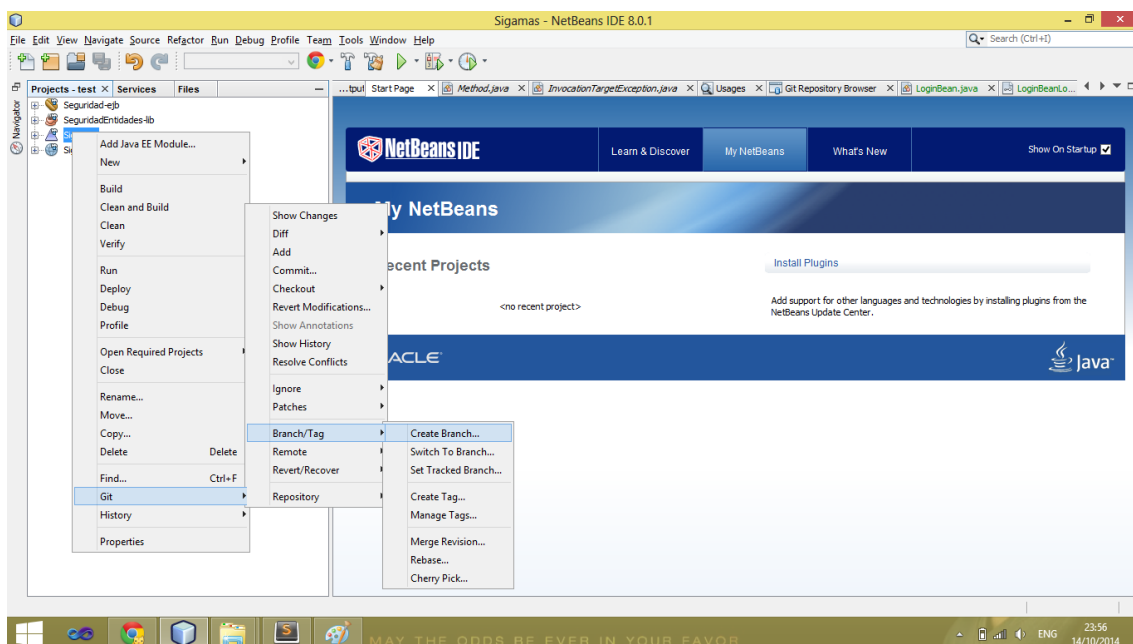 Sigamas - NetBeans IDE 8.0.1
File Edit View Navigate Source Refactor Run Debug Profile Team Tools Window Help
Search (Ctrl+I)
Projects - test Services Files
...tput Start Page Method.java InvocationTargetException.java Usages Git Repository Browser LoginBean.java LoginBeanLo...
Navigator
Seguridad-ejb
SeguridadEntidades-lib
Add Java EE Module...
New
Build
Clean and Build
Clean
Verify
Run
Deploy
Debug
Profile
Open Required Projects
Close
Rename...
Move...
Copy...
Delete Delete
Find... Ctrl+F
Git
History
Properties
Show Changes
Diff
Add
Commit...
Checkout
Revert Modifications...
Show Annotations
Show History
Resolve Conflicts
Ignore
Patches
Branch/Tag
Remote
Revert/Recover
Repository
Create Branch...
Switch To Branch...
Set Tracked Branch...
Create Tag...
Manage Tags...
Merge Revision...
Rebase...
Cherry Pick...
NetBeans IDE
Learn & Discover
My NetBeans
What's New
Show On Startup
My NetBeans
ecent Projects
<no recent project>
Install Plugins
Add support for other languages and technologies by installing plugins from the
NetBeans Update Center.
ACLE
Java
MAY THE ODDS BE EVER IN YOUR FAVOR
ENG
23:56
14/10/2014